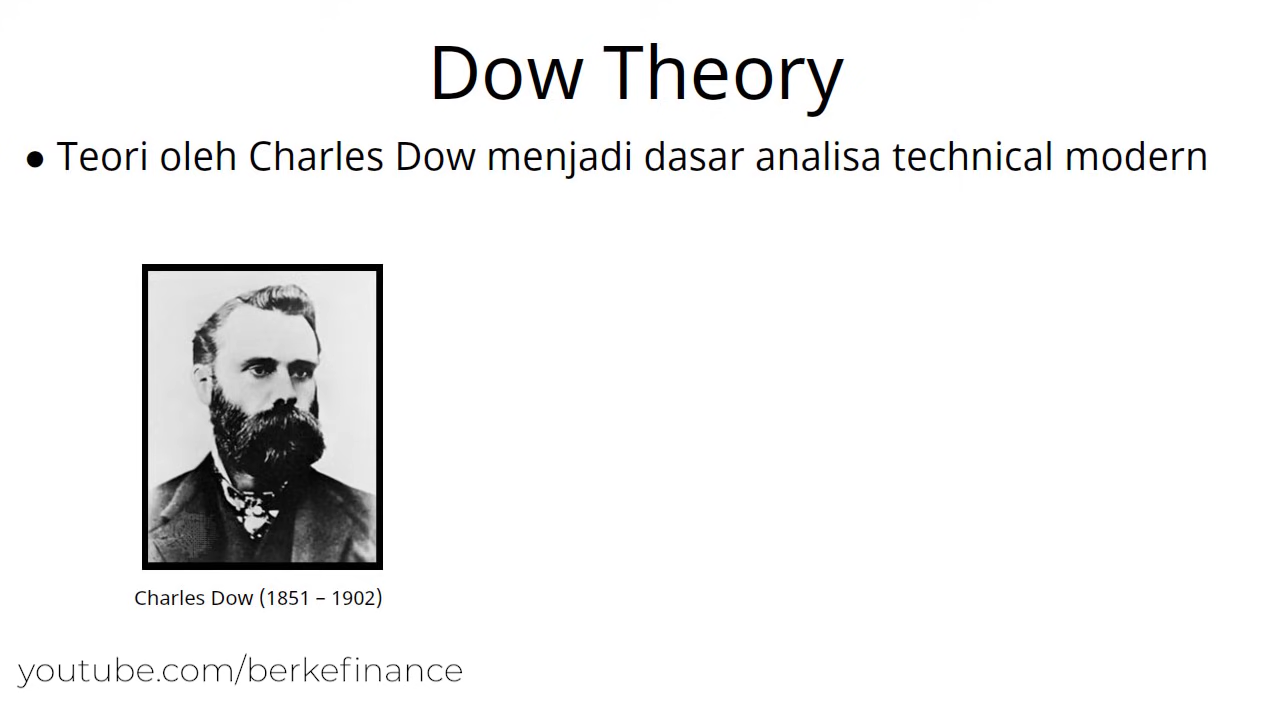 Dow Theory
• Teori oleh Charles Dow menjadi dasar analisa technical modern
Charles Dow (1851 – 1902)
youtube.com/berkefinance